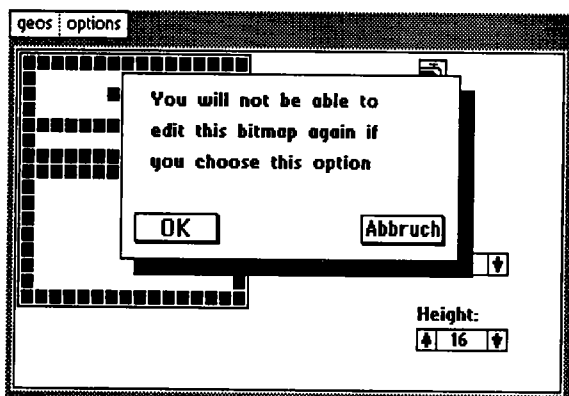 geos options
You will not be able to
edit this bitmap again if
you choose this option
OK Abbruch
Height:
16